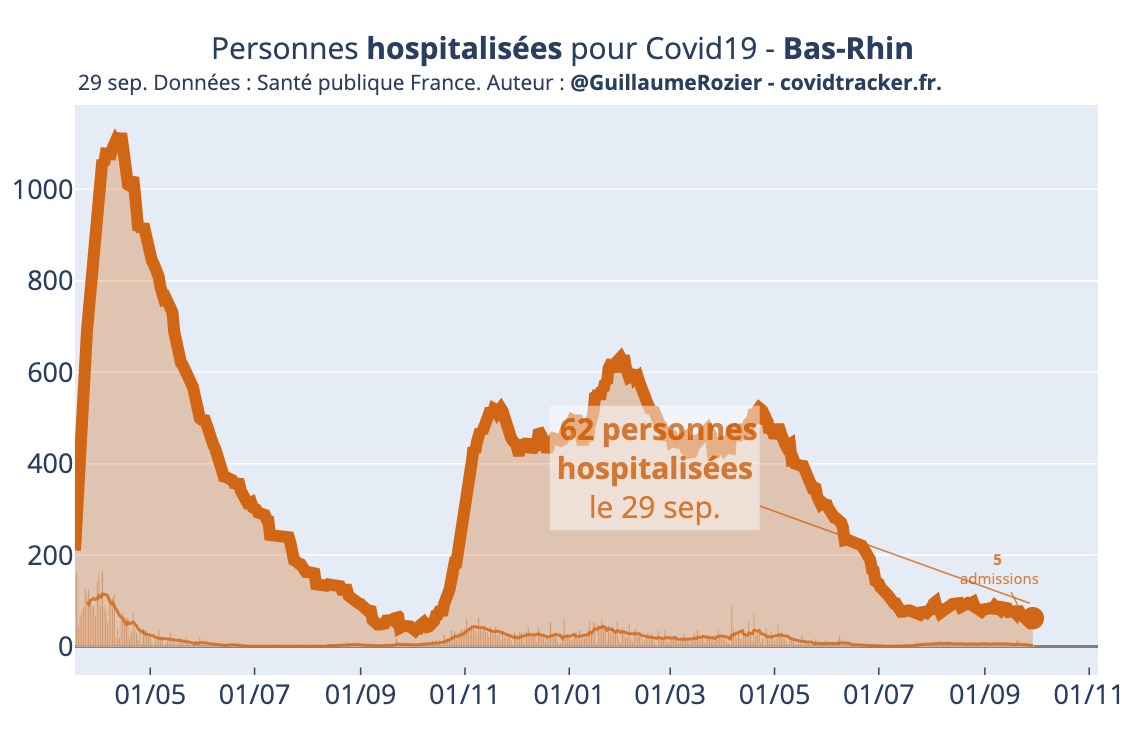 Personnes hospitalisées pour Covid19 - Bas-Rhin
29 sep. Données : Santé publique France. Auteur : @GuillaumeRozier - covidtracker.fr.
1000
800
600
400
200
0
62 personnes
hospitalisées
le 29 sep.
5
admissions
01/05 01/07 01/09 01/11 01/01 01/03 01/05 01/07 01/09 01/11